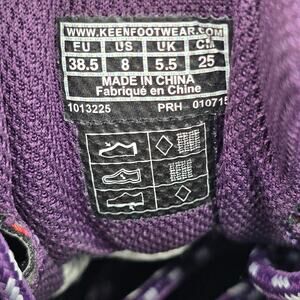 WWW.KEENFOOTWEAR.COM
EU US UK CM
38.5 8 5.5 25
MADE IN CHINA
Fabriqué en Chine
1013225 PRH 010715